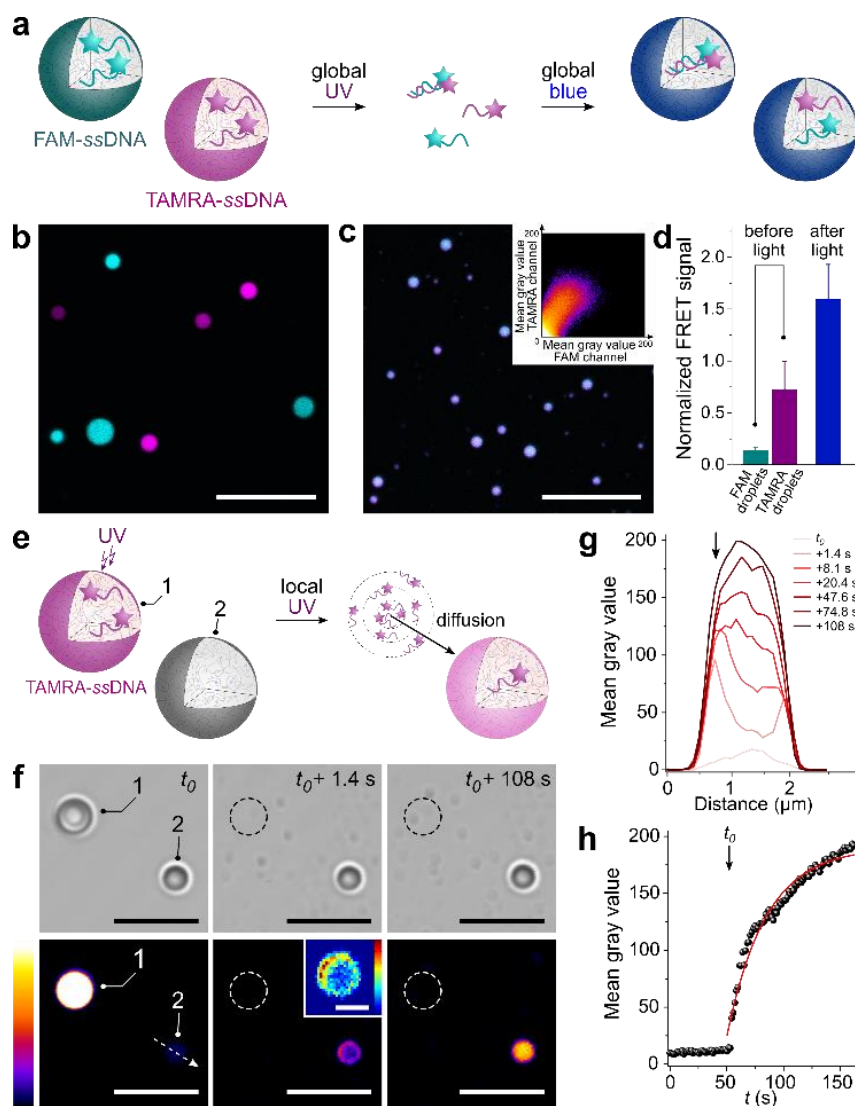 a
FAM-ssDNA
TAMRA-ssDNA
global
UV
global
blue
b
c
200
Mean gray value
TAMRA channel
0
Mean gray value
FAM channel
200
d
before
light
after
light
Normalized FRET signal
2.0
1.5
1.0
0.5
0.0
FAM
droplets
TAMRA
droplets
e
UV
1
2
TAMRA-ssDNA
local
UV
diffusion
g
Mean gray value
200
150
100
50
0
0
1
2
Distance (µm)
t0
+1.4 s
+8.1 s
+20.4 s
+47.6 s
+74.8 s
+108 s
f
1
t0
2
t0+ 1.4 s
t0+ 108 s
1
2
h
t0
Mean gray value
200
150
100
50
0
0
50
100
150
t (s)